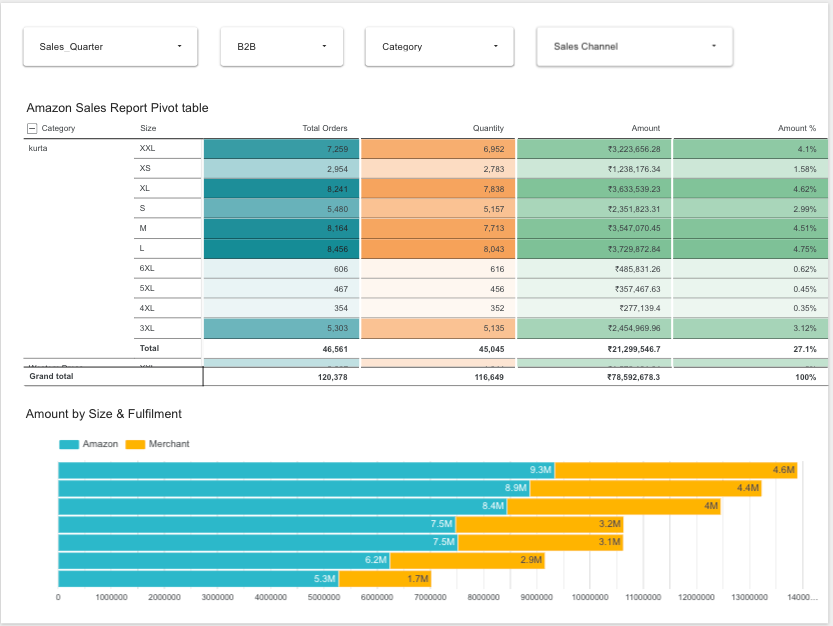 Sales_Quarter B2B Category Sales Channel
Amazon Sales Report Pivot table
Category Size Total Orders Quantity Amount Amount %
kurta XXL 7,259 6,952 ₹3,223,656.28 4.1%
XS 2,954 2,783 ₹1,238,176.34 1.58%
XL 8,241 7,838 ₹3,633,539.23 4.62%
S 5,480 5,157 ₹2,351,823.31 2.99%
M 8,164 7,713 ₹3,547,070.45 4.51%
L 8,456 8,043 ₹3,729,872.84 4.75%
6XL 606 616 ₹485,831.26 0.62%
5XL 467 456 ₹357,467.63 0.45%
4XL 354 352 ₹277,139.4 0.35%
3XL 5,303 5,135 ₹2,454,969.96 3.12%
Total 46,561 45,045 ₹21,299,546.7 27.1%
Grand total 120,378 116,649 ₹78,592,678.3 100%
Amount by Size & Fulfilment
Amazon Merchant
9.3M 4.6M
8.9M 4.4M
8.4M 4M
7.5M 3.2M
7.5M 3.1M
6.2M 2.9M
5.3M 1.7M
0 1000000 2000000 3000000 4000000 5000000 6000000 7000000 8000000 9000000 10000000 11000000 12000000 13000000 14000...